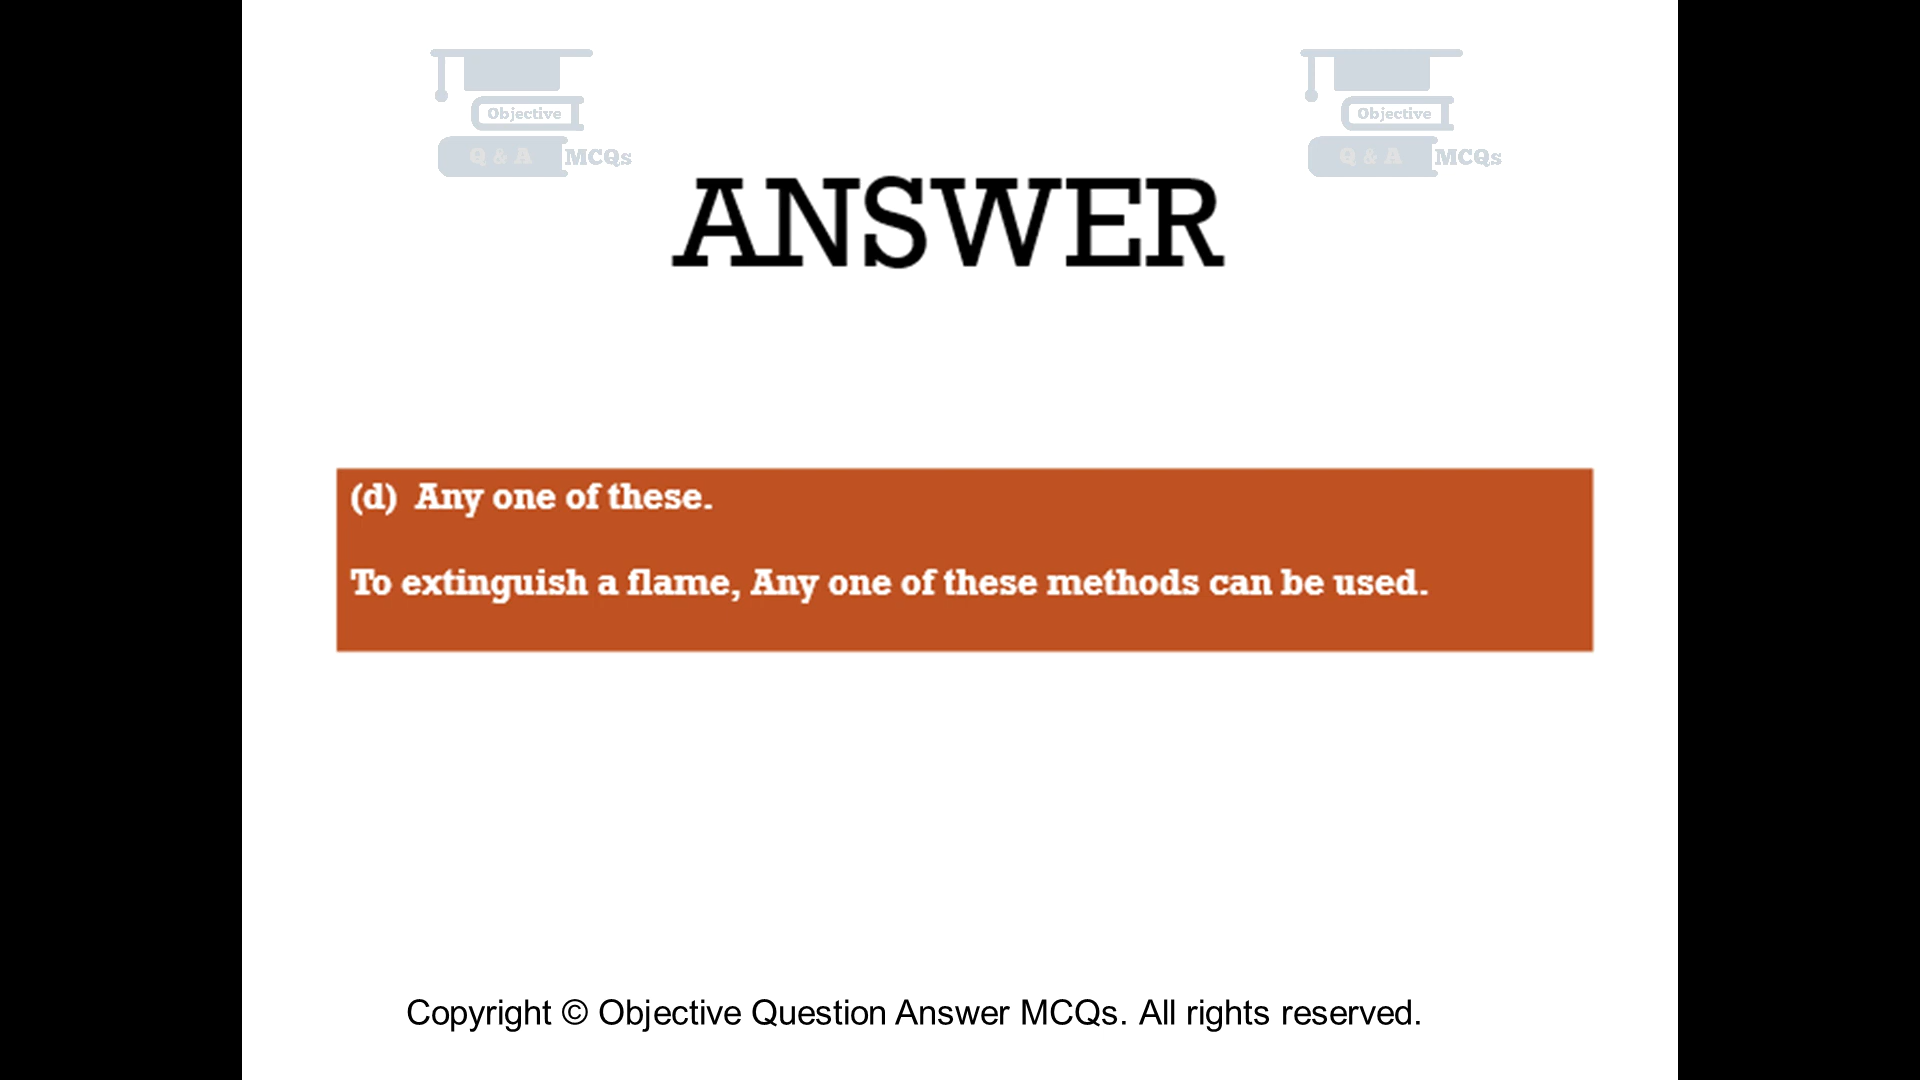 Objective
Q & A MCQs
Objective
Q & A MCQs
ANSWER
(d) Any one of these.
To extinguish a flame, Any one of these methods can be used.
Copyright © Objective Question Answer MCQs. All rights reserved.